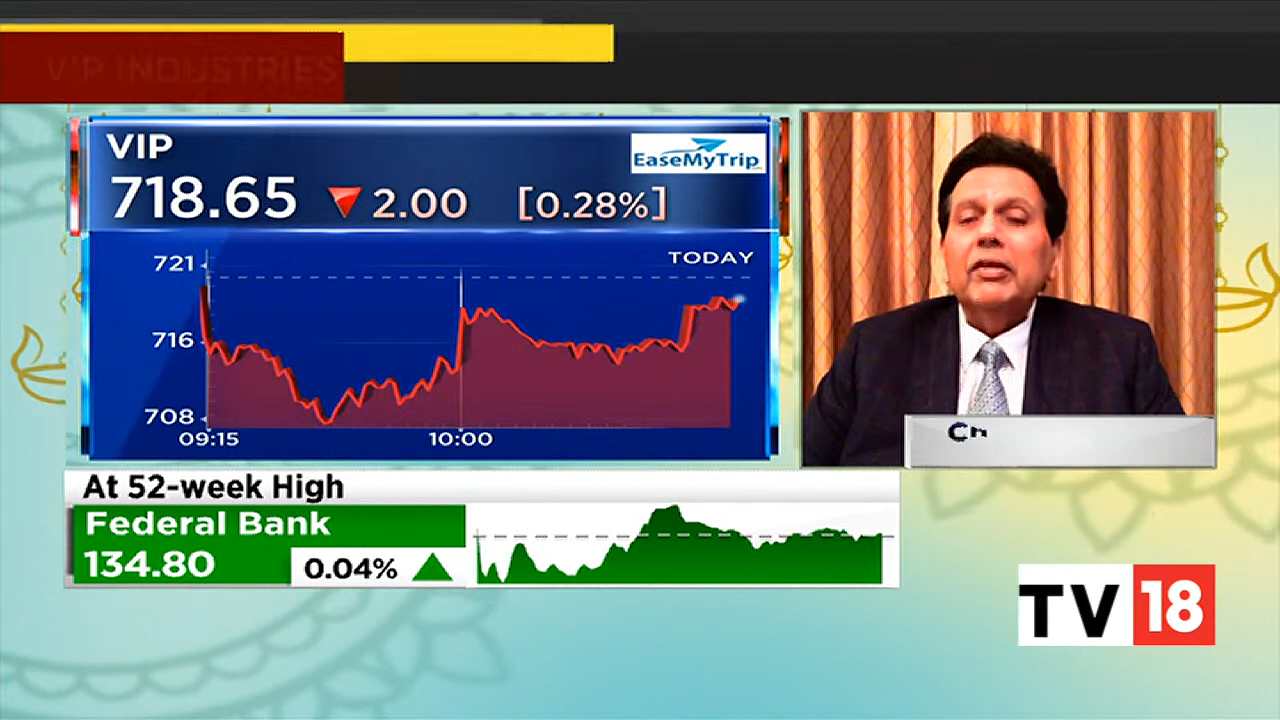 VIP INDUSTRIES
VIP
EaseMyTrip
718.65 ▼ 2.00 [0.28%]
TODAY
721
716
708
09:15 10:00
At 52-week High
Federal Bank
134.80
0.04% ▲
TV18